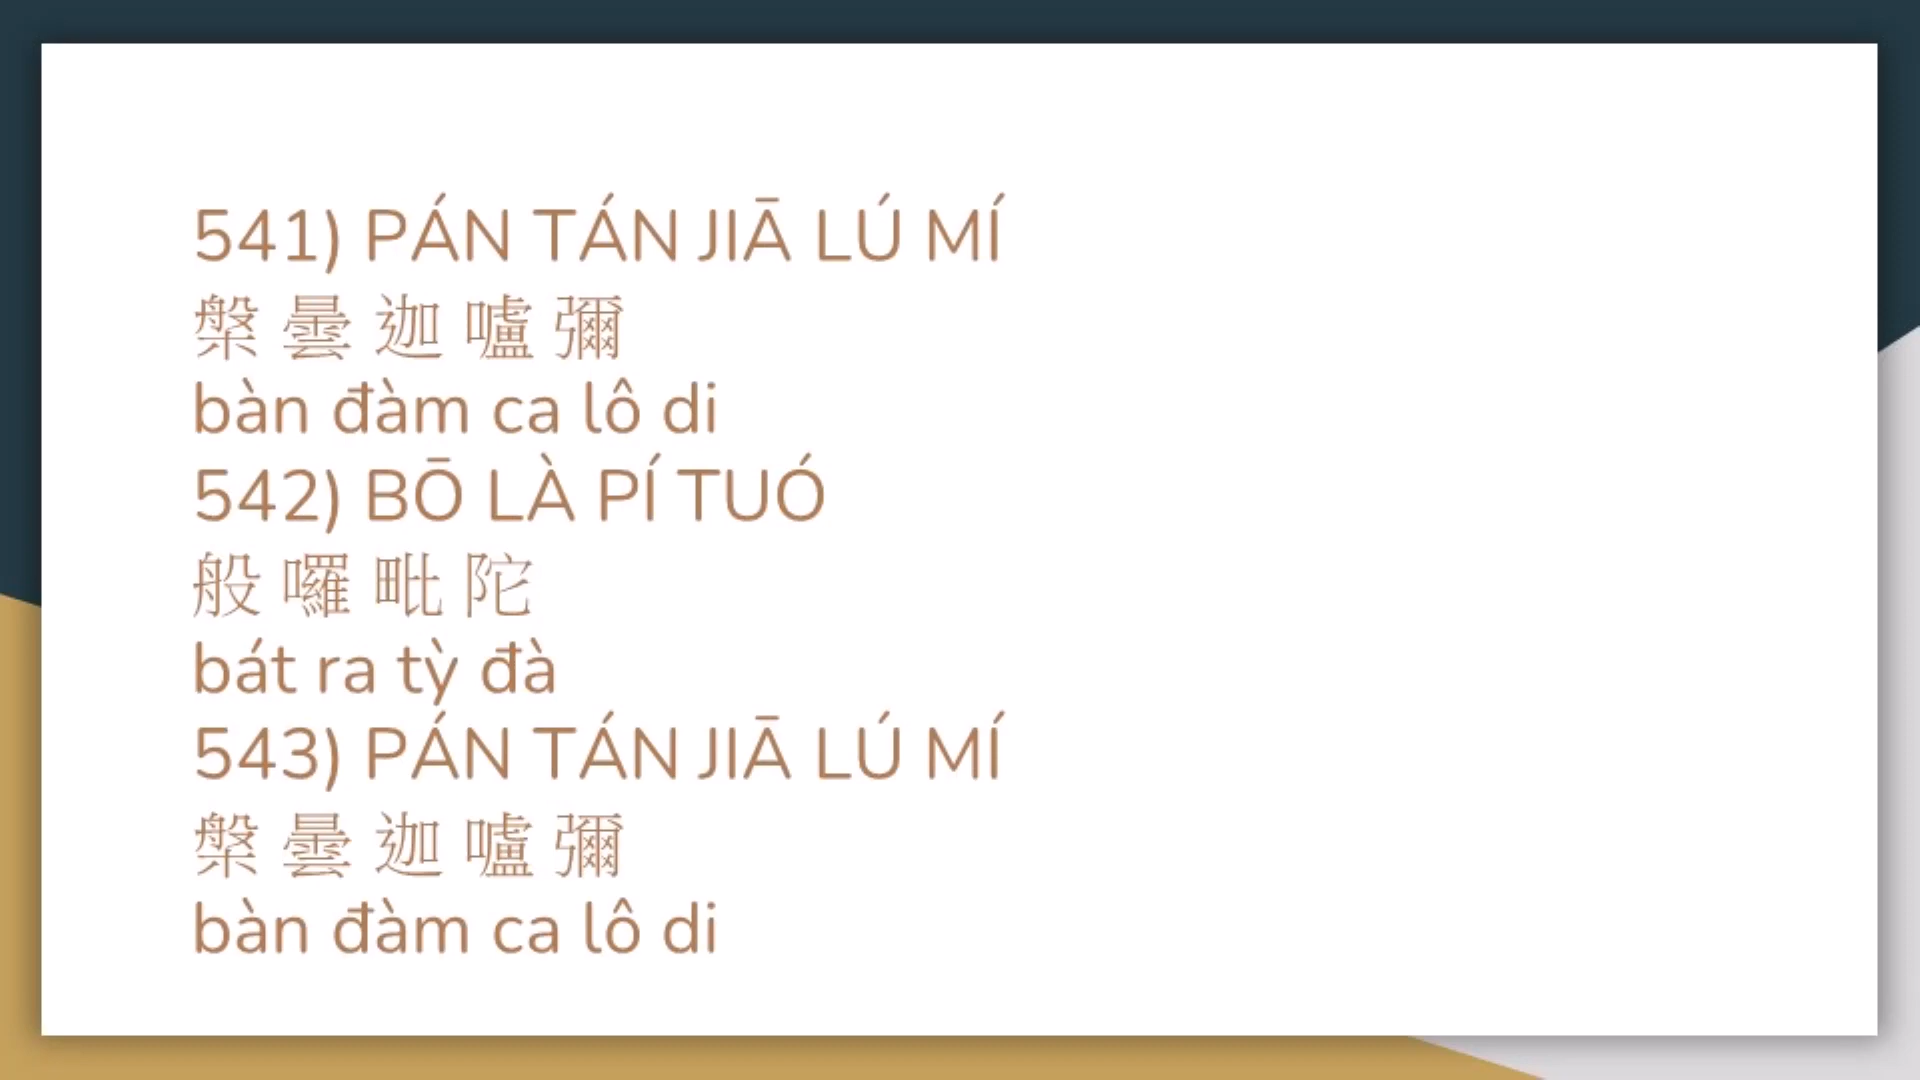 541) PÁN TÁN JIĀ LÚ MÍ
槃 曇 迦 嚧 彌
bàn đàm ca lô di
542) BŌ LÀ PÍ TUÓ
般 囉 毗 陀
bát ra tỳ đà
543) PÁN TÁN JIĀ LÚ MÍ
槃 曇 迦 嚧 彌
bàn đàm ca lô di